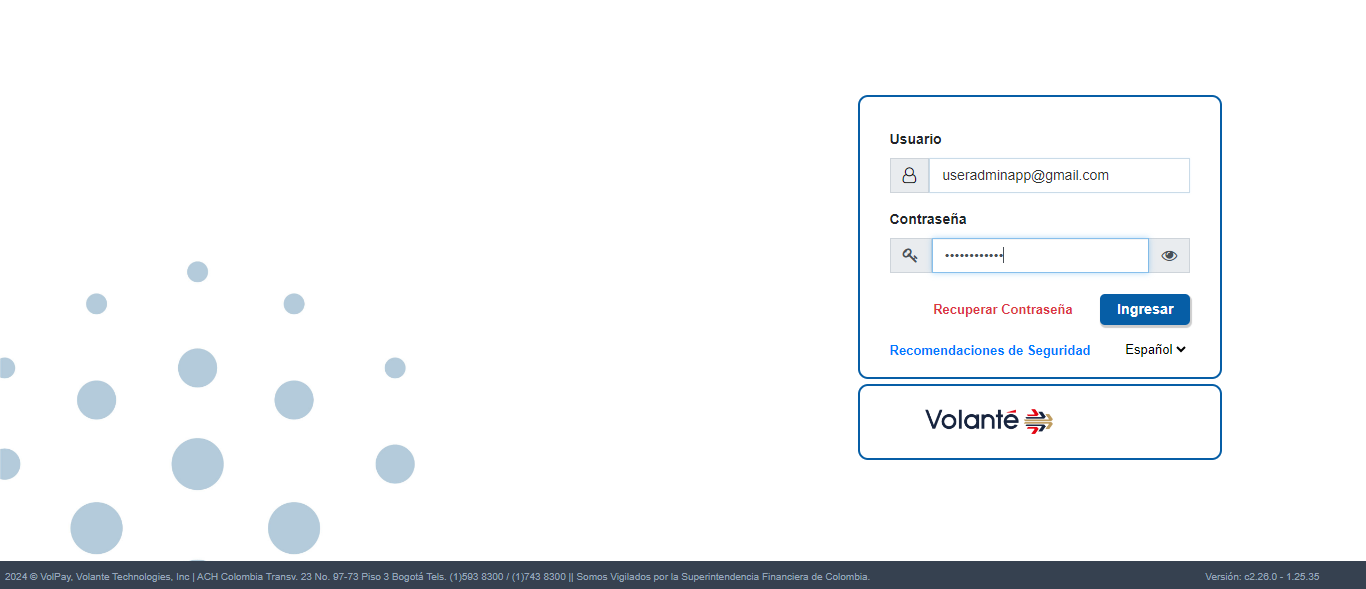 Usuario
useradminapp@gmail.com
Contraseña
••••••••••••
Recuperar Contraseña
Ingresar
Recomendaciones de Seguridad
Español
Volanté
2024 © VolPay, Volante Technologies, Inc | ACH Colombia Transv. 23 No. 97-73 Piso 3 Bogotá Tels. (1)593 8300 / (1)743 8300 || Somos Vigilados por la Superintendencia Financiera de Colombia.
Versión: c2.26.0 - 1.25.35